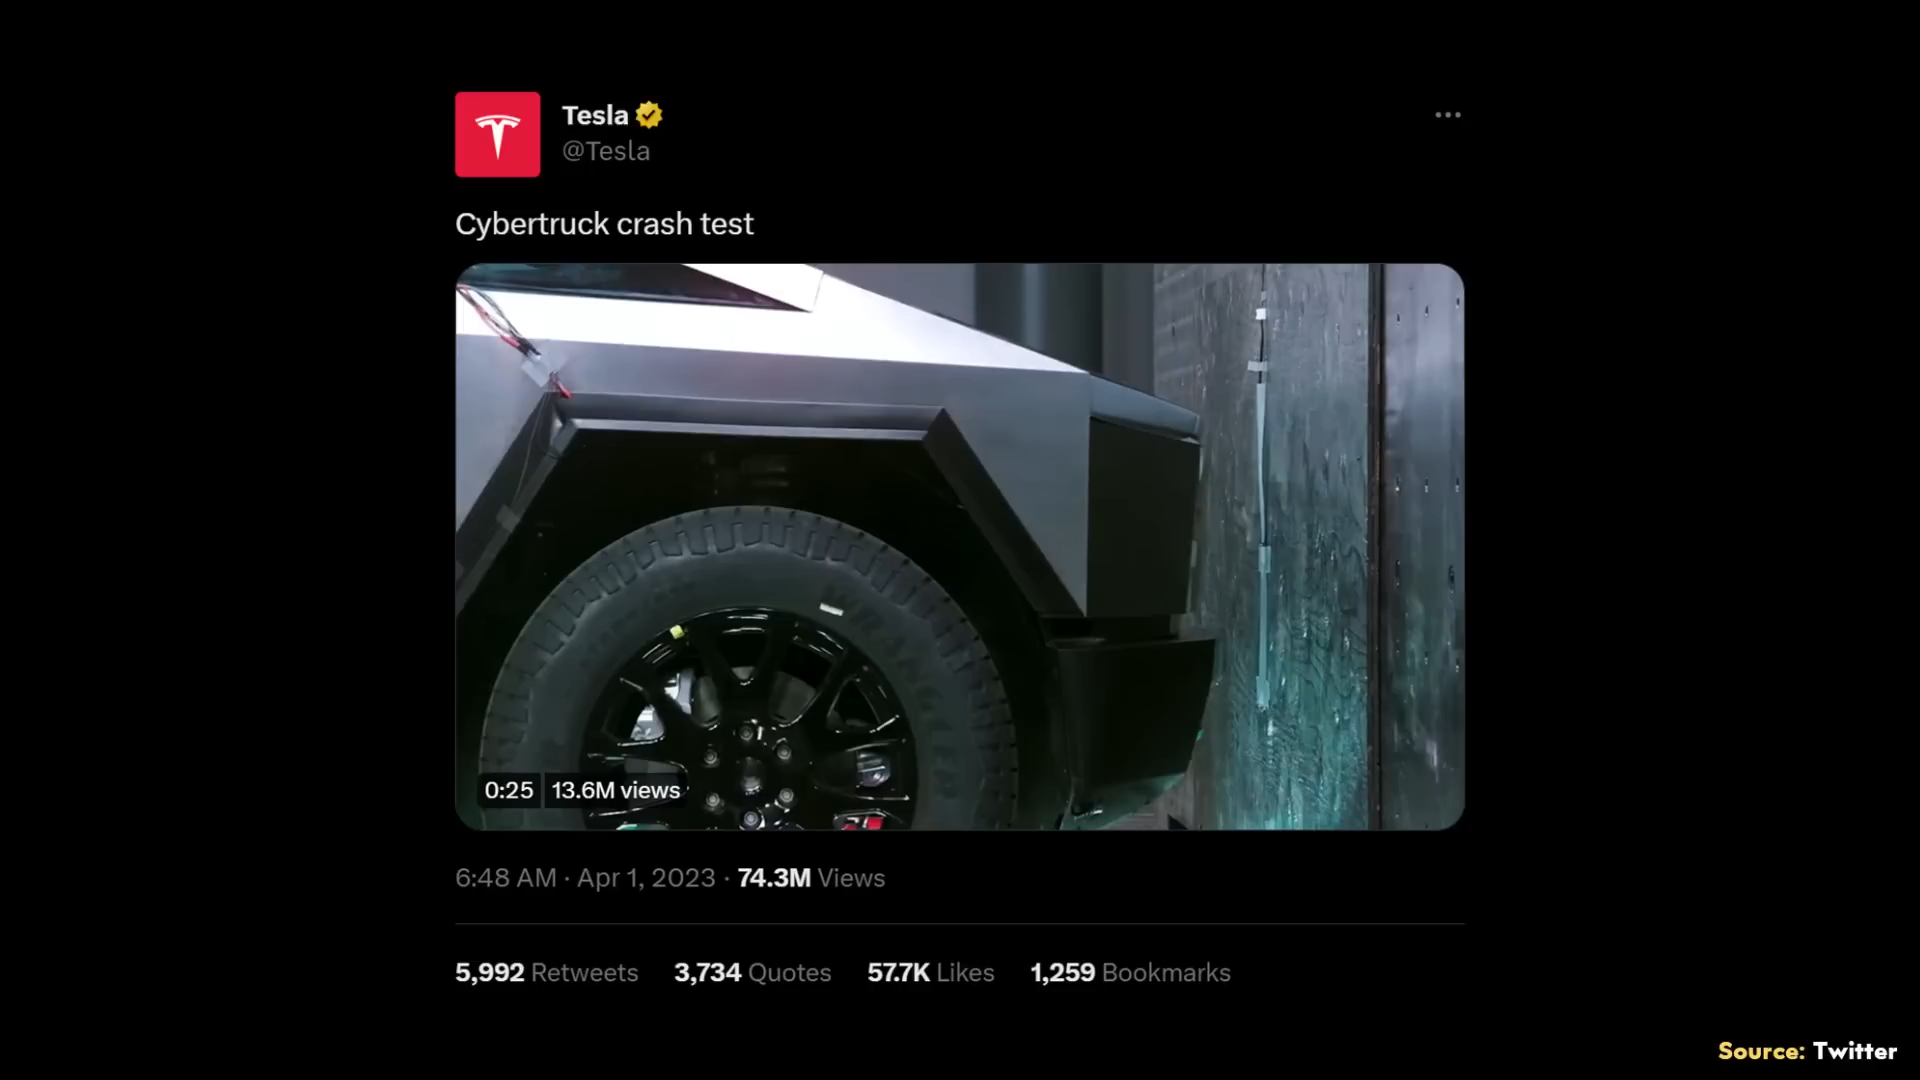 Tesla
@Tesla
Cybertruck crash test
WRANGLER
0:25 13.6M views
6:48 AM · Apr 1, 2023 · 74.3M Views
5,992 Retweets 3,734 Quotes 57.7K Likes 1,259 Bookmarks
Source: Twitter